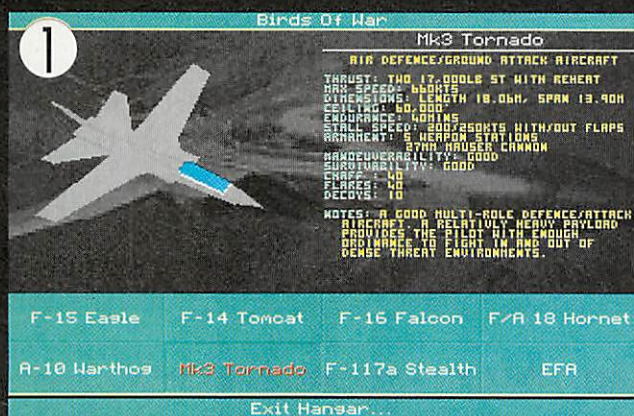 1
Birds Of War
Mk3 Tornado
AIR DEFENCE/GROUND ATTACK AIRCRAFT
THRUST: TWO 17,000LB ST WITH REHEAT
MAX SPEED: 660KTS
DIMENSIONS: LENGTH 18.06M, SPAN 13.90M
CEILING: 60,000'
ENDURANCE: 40MINS
STALL SPEED: 200/250KTS WITH/OUT FLAPS
ARMAMENT: 5 WEAPON STATIONS
27MM MAUSER CANNON
MANOEUVERABILITY: GOOD
SURVIVABILITY: GOOD
CHAFF : 40
FLARES: 40
DECOYS: 10
NOTES: A GOOD MULTI-ROLE DEFENCE/ATTACK
AIRCRAFT. A RELATIVLY HEAVY PAYLOAD
PROVIDES THE PILOT WITH ENOUGH
ORDINANCE TO FIGHT IN AND OUT OF
DENSE THREAT ENVIRONMENTS.
F-15 Eagle F-14 Tomcat F-16 Falcon F/A 18 Hornet
A-10 Warthog Mk3 Tornado F-117a Stealth EFA
Exit Hangar...